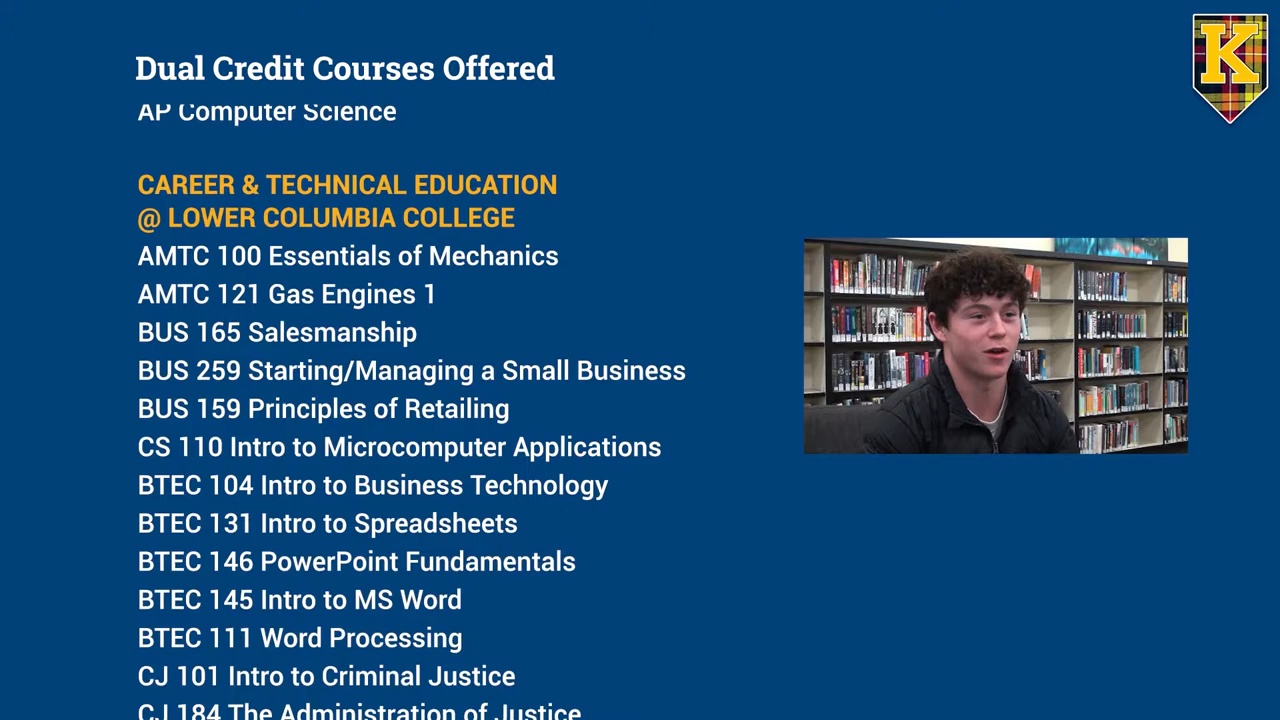 K
Dual Credit Courses Offered
AP Computer Science
CAREER & TECHNICAL EDUCATION
@ LOWER COLUMBIA COLLEGE
AMTC 100 Essentials of Mechanics
AMTC 121 Gas Engines 1
BUS 165 Salesmanship
BUS 259 Starting/Managing a Small Business
BUS 159 Principles of Retailing
CS 110 Intro to Microcomputer Applications
BTEC 104 Intro to Business Technology
BTEC 131 Intro to Spreadsheets
BTEC 146 PowerPoint Fundamentals
BTEC 145 Intro to MS Word
BTEC 111 Word Processing
CJ 101 Intro to Criminal Justice
CJ 184 The Administration of Justice